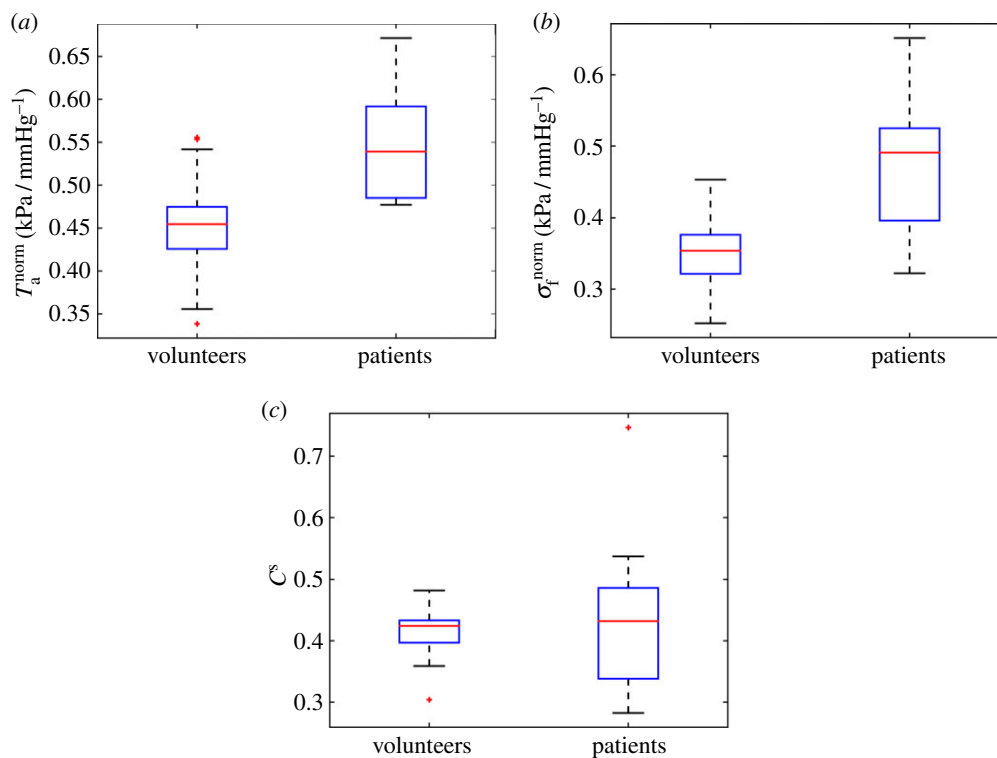 (a)
0.65
0.60
0.55
0.50
0.45
0.40
0.35
T_a^norm (kPa / mmHg⁻¹)
volunteers patients
(b)
0.6
0.5
0.4
0.3
σ_f^norm (kPa / mmHg⁻¹)
volunteers patients
(c)
0.7
0.6
0.5
0.4
0.3
C^s
volunteers patients